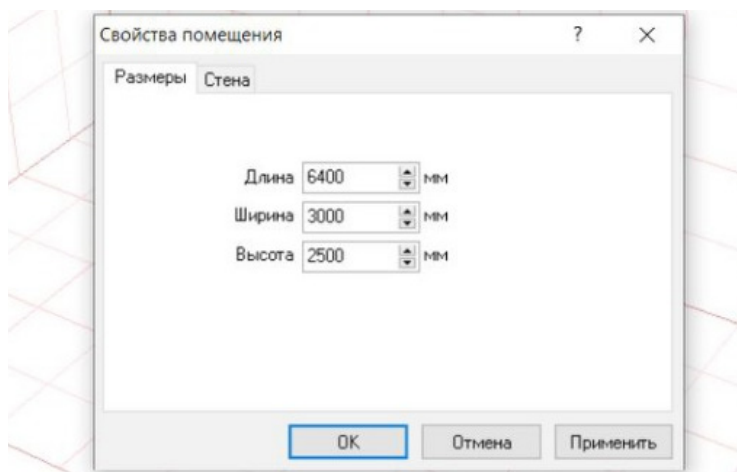 Свойства помещения ? ×
Размеры Стена
Длина 6400 мм
Ширина 3000 мм
Высота 2500 мм
OK Отмена Применить